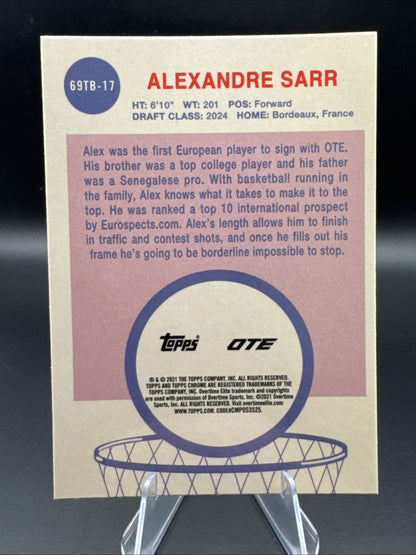 69TB-17
ALEXANDRE SARR
HT: 6'10" WT: 201 POS: Forward
DRAFT CLASS: 2024 HOME: Bordeaux, France
Alex was the first European player to sign with OTE.
His brother was a top college player and his father
was a Senegalese pro. With basketball running in
the family, Alex knows what it takes to make it to the
top. He was ranked a top 10 international prospect
by Eurospects.com. Alex's length allows him to finish
in traffic and contest shots, and once he fills out his
frame he's going to be borderline impossible to stop.
topps OTE
® & © 2021 THE TOPPS COMPANY, INC. ALL RIGHTS RESERVED.
TOPPS AND TOPPS CHROME ARE REGISTERED TRADEMARKS OF THE
TOPPS COMPANY, INC. Overtime Elite trademark and copyrights
are used with permission of Overtime Sports, Inc. ©2021 Overtime
Sports, Inc. ALL RIGHTS RESERVED. Visit overtimeelite.com
WWW.TOPPS.COM. CODE#CMP053525.